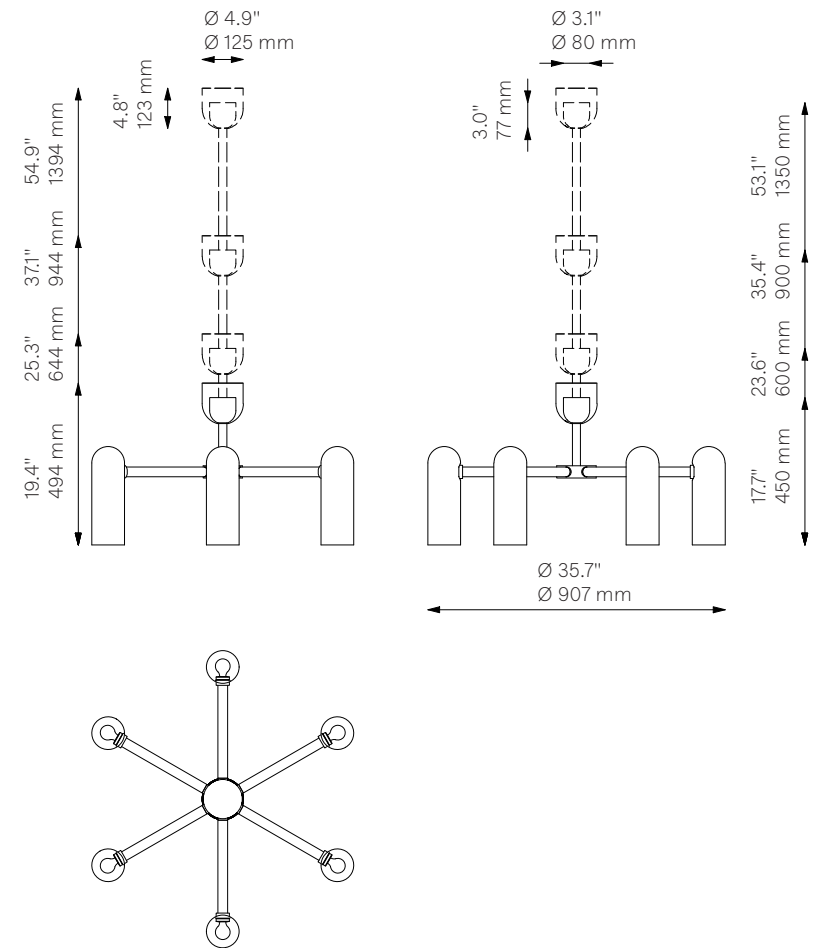 Ø 4.9"
Ø 125 mm
Ø 3.1"
Ø 80 mm
4.8"
123 mm
3.0"
77 mm
54.9"
1394 mm
37.1"
944 mm
25.3"
644 mm
19.4"
494 mm
53.1"
1350 mm
35.4"
900 mm
23.6"
600 mm
17.7"
450 mm
Ø 35.7"
Ø 907 mm